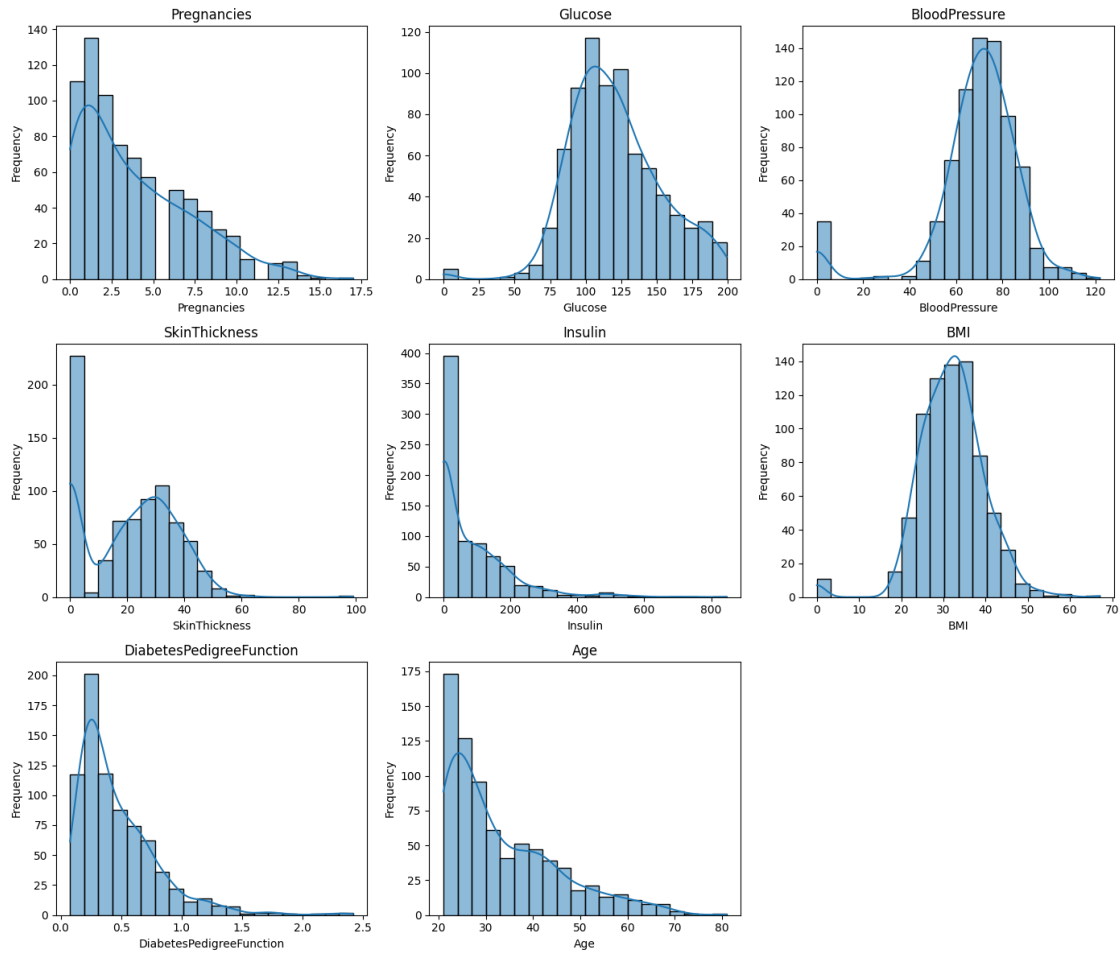 Pregnancies
140
120
100
80
60
40
20
0
Frequency
0.0 2.5 5.0 7.5 10.0 12.5 15.0 17.5
Pregnancies
Glucose
120
100
80
60
40
20
0
Frequency
0 25 50 75 100 125 150 175 200
Glucose
BloodPressure
140
120
100
80
60
40
20
0
Frequency
0 20 40 60 80 100 120
BloodPressure
SkinThickness
200
150
100
50
0
Frequency
0 20 40 60 80 100
SkinThickness
Insulin
400
350
300
250
200
150
100
50
0
Frequency
0 200 400 600 800
Insulin
BMI
140
120
100
80
60
40
20
0
Frequency
0 10 20 30 40 50 60 70
BMI
DiabetesPedigreeFunction
200
175
150
125
100
75
50
25
0
Frequency
0.0 0.5 1.0 1.5 2.0 2.5
DiabetesPedigreeFunction
Age
175
150
125
100
75
50
25
0
Frequency
20 30 40 50 60 70 80
Age